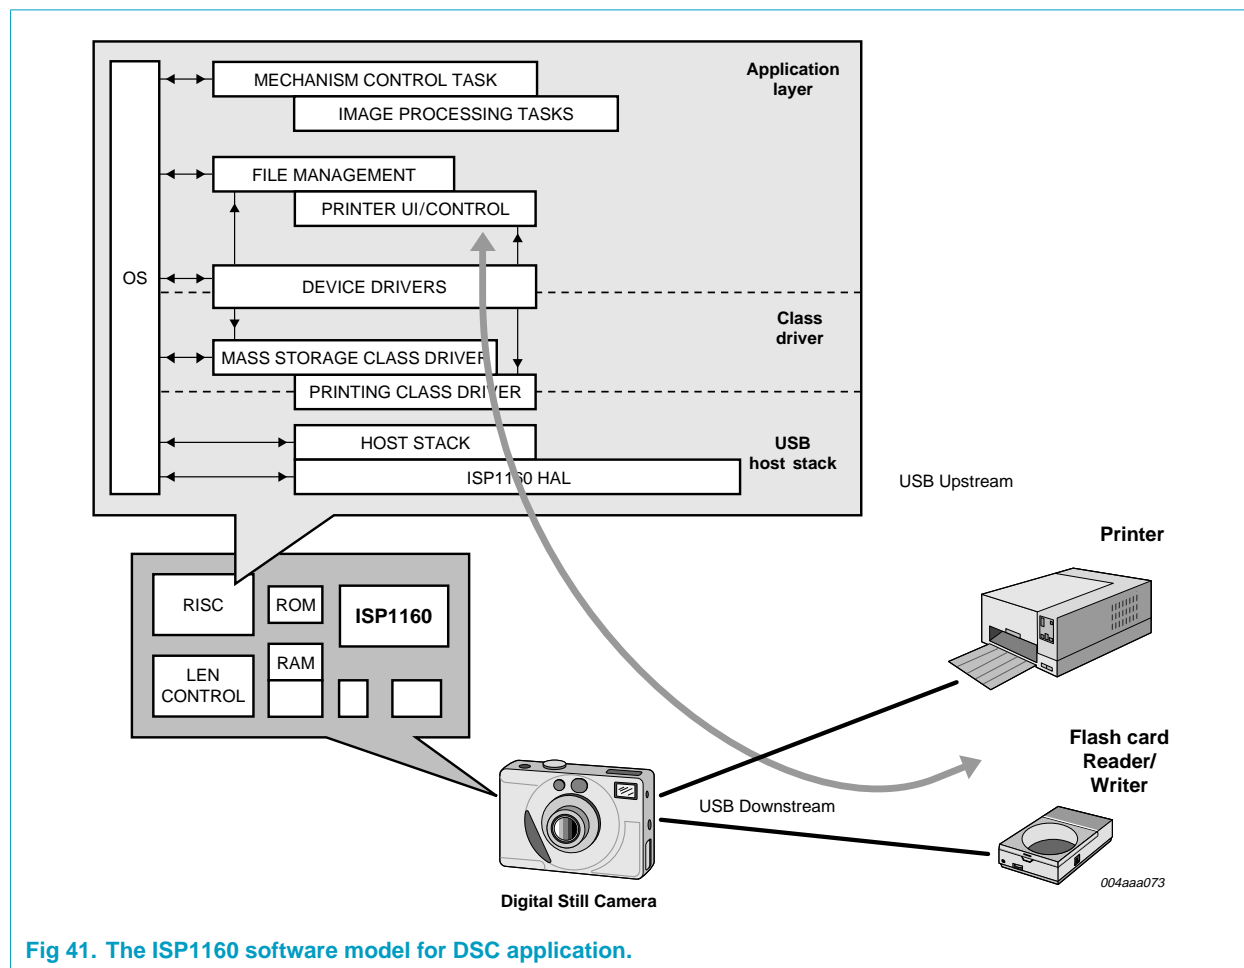 MECHANISM CONTROL TASK
IMAGE PROCESSING TASKS
Application
layer
FILE MANAGEMENT
PRINTER UI/CONTROL
OS
DEVICE DRIVERS
Class
driver
MASS STORAGE CLASS DRIVER
PRINTING CLASS DRIVER
HOST STACK
ISP1160 HAL
USB
host stack
USB Upstream
RISC
ROM
ISP1160
LEN
CONTROL
RAM
Printer
Flash card
Reader/
Writer
USB Downstream
Digital Still Camera
004aaa073
Fig 41. The ISP1160 software model for DSC application.